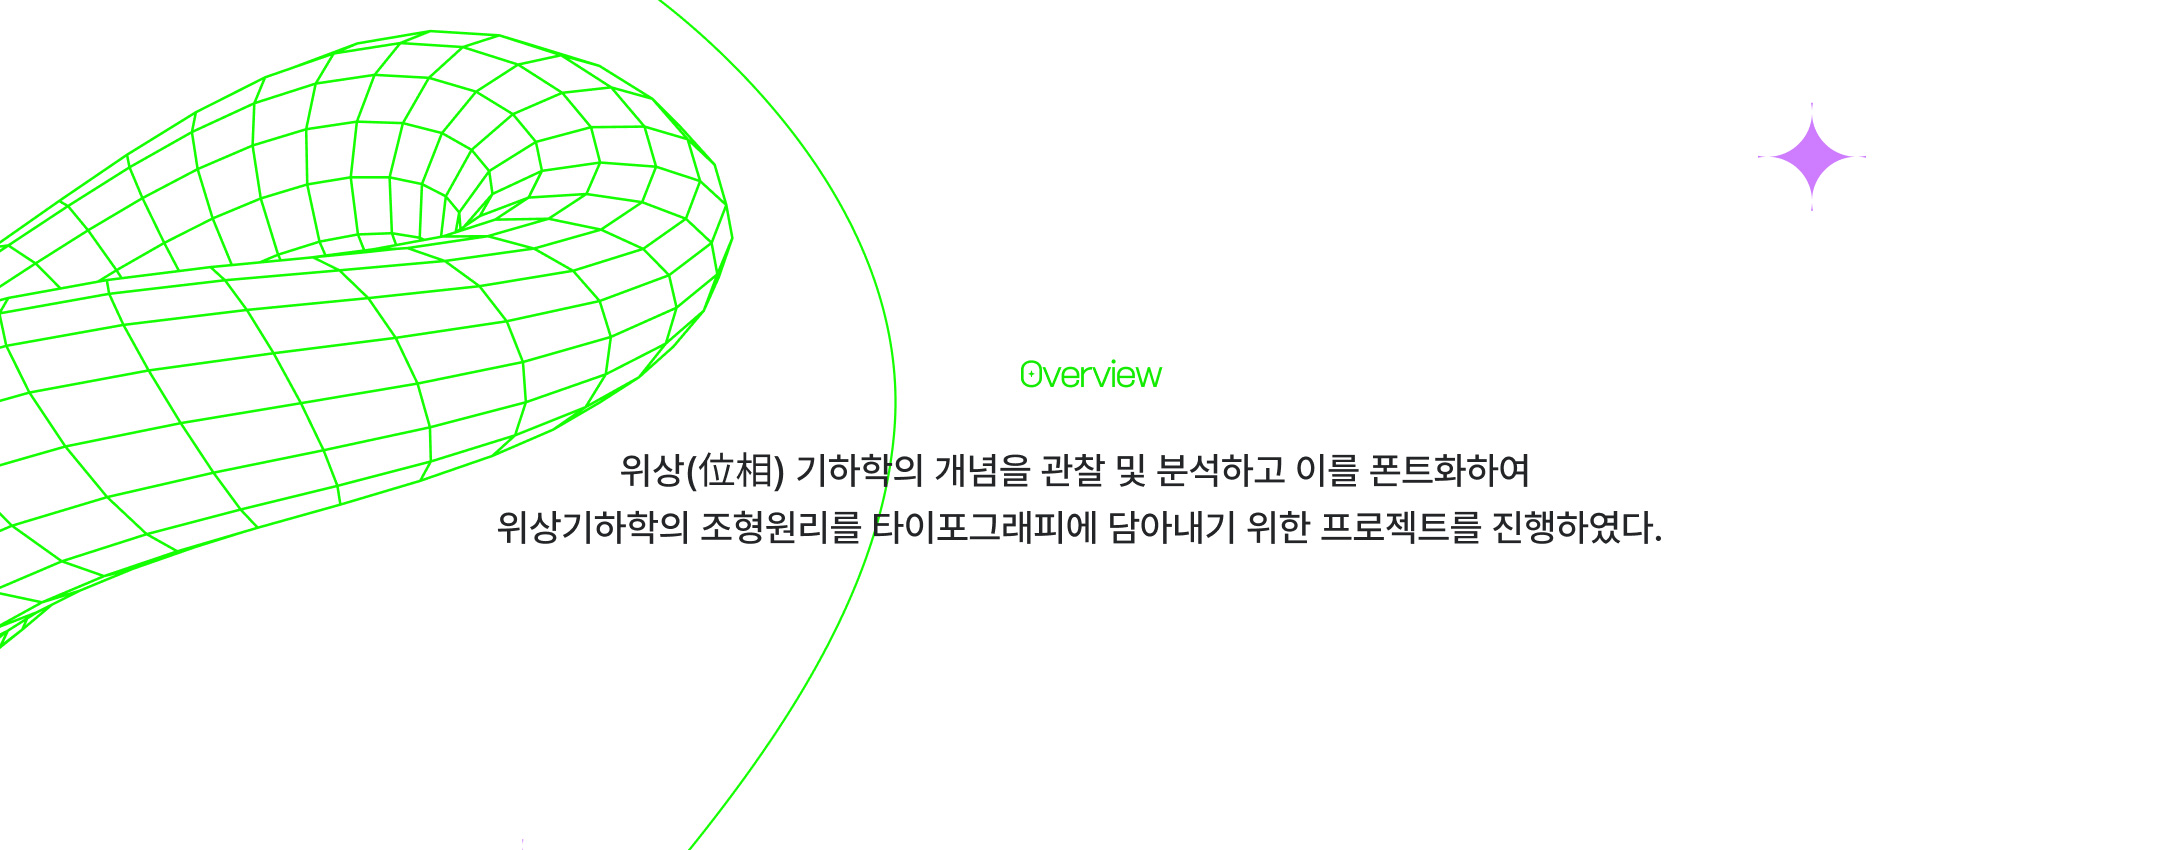 Overview
위상(位相) 기하학의 개념을 관찰 및 분석하고 이를 폰트화하여
위상기하학의 조형원리를 타이포그래피에 담아내기 위한 프로젝트를 진행하였다.